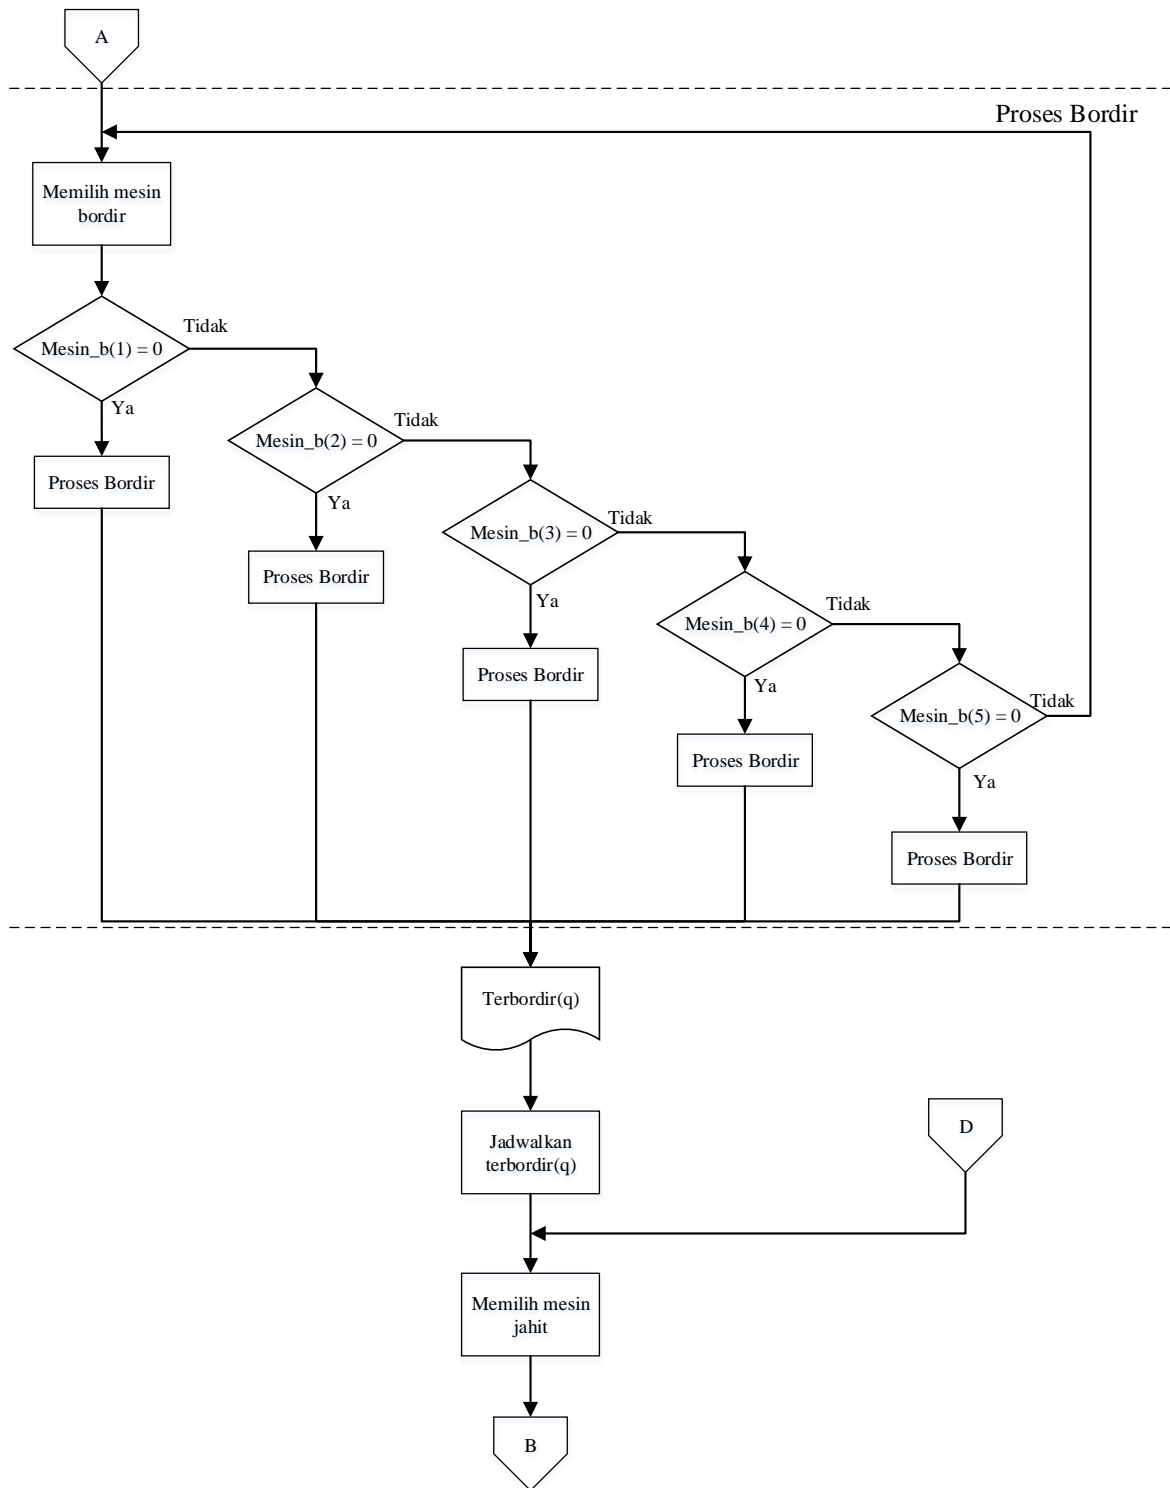 A
Proses Bordir
Memilih mesin
bordir
Tidak
Mesin_b(1) = 0
Ya
Tidak
Mesin_b(2) = 0
Proses Bordir
Ya
Tidak
Mesin_b(3) = 0
Proses Bordir
Ya
Tidak
Mesin_b(4) = 0
Proses Bordir
Ya
Tidak
Mesin_b(5) = 0
Proses Bordir
Ya
Proses Bordir
Terbordir(q)
Jadwalkan
terbordir(q)
D
Memilih mesin
jahit
B